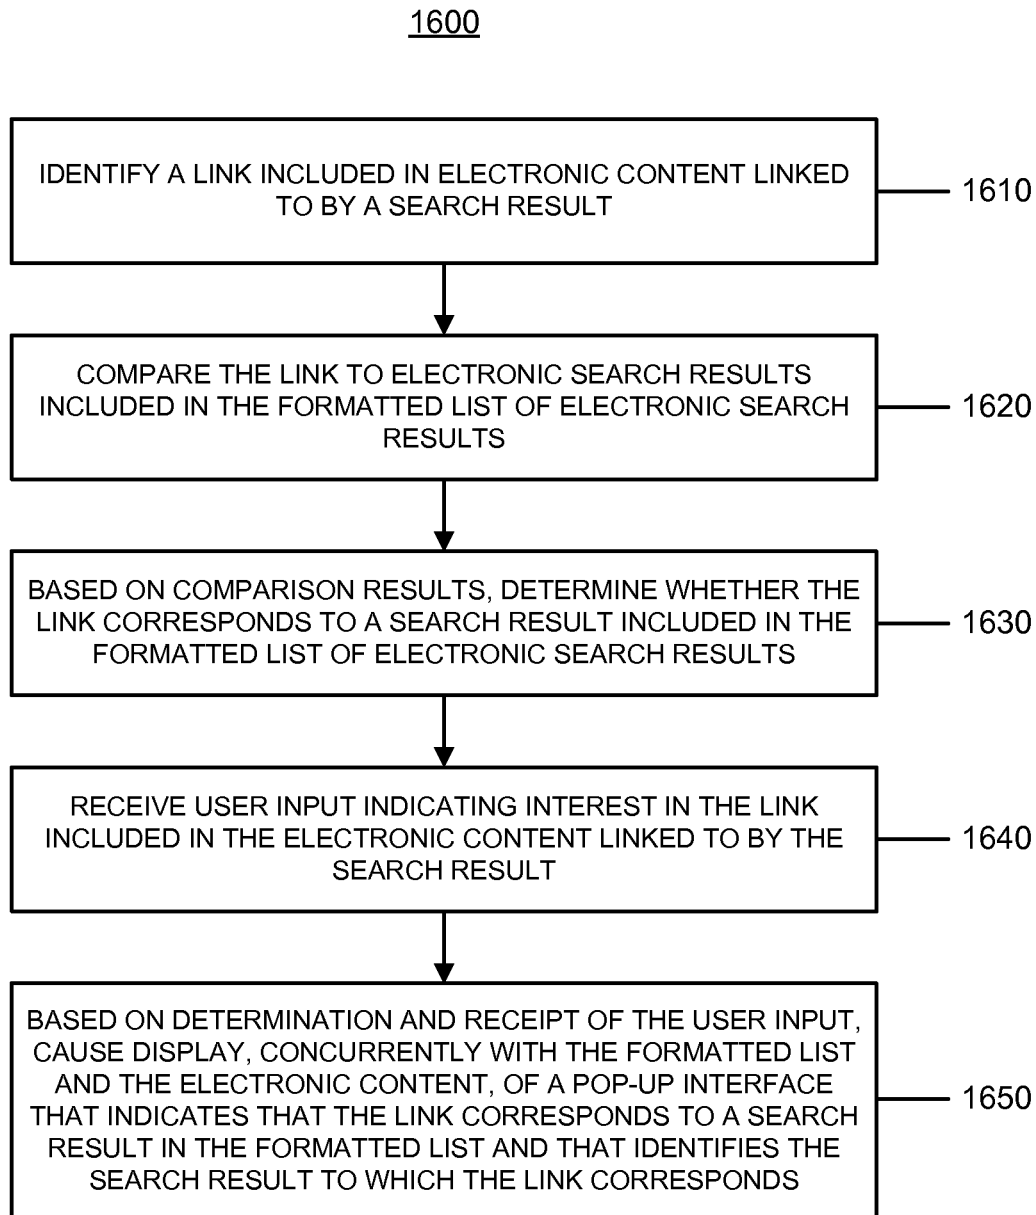 1600
IDENTIFY A LINK INCLUDED IN ELECTRONIC CONTENT LINKED
TO BY A SEARCH RESULT
1610
COMPARE THE LINK TO ELECTRONIC SEARCH RESULTS
INCLUDED IN THE FORMATTED LIST OF ELECTRONIC SEARCH
RESULTS
1620
BASED ON COMPARISON RESULTS, DETERMINE WHETHER THE
LINK CORRESPONDS TO A SEARCH RESULT INCLUDED IN THE
FORMATTED LIST OF ELECTRONIC SEARCH RESULTS
1630
RECEIVE USER INPUT INDICATING INTEREST IN THE LINK
INCLUDED IN THE ELECTRONIC CONTENT LINKED TO BY THE
SEARCH RESULT
1640
BASED ON DETERMINATION AND RECEIPT OF THE USER INPUT,
CAUSE DISPLAY, CONCURRENTLY WITH THE FORMATTED LIST
AND THE ELECTRONIC CONTENT, OF A POP-UP INTERFACE
THAT INDICATES THAT THE LINK CORRESPONDS TO A SEARCH
RESULT IN THE FORMATTED LIST AND THAT IDENTIFIES THE
SEARCH RESULT TO WHICH THE LINK CORRESPONDS
1650